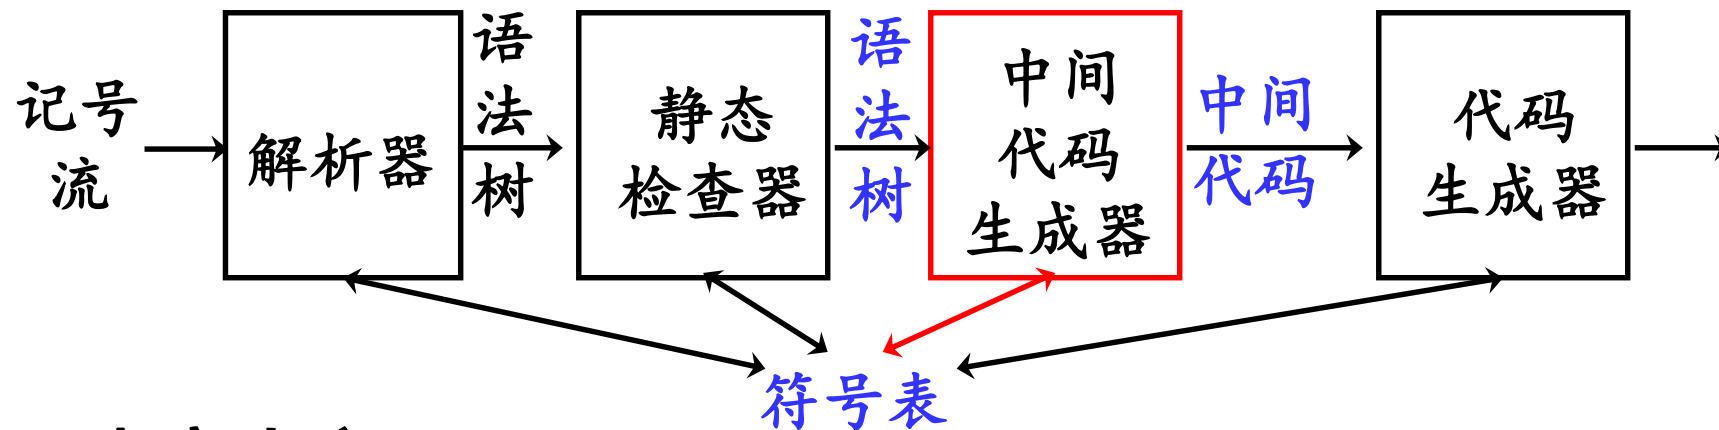 记号
流
解析器
语
法
树
静态
检查器
语
法
树
中间
代码
生成器
中间
代码
代码
生成器
符号表